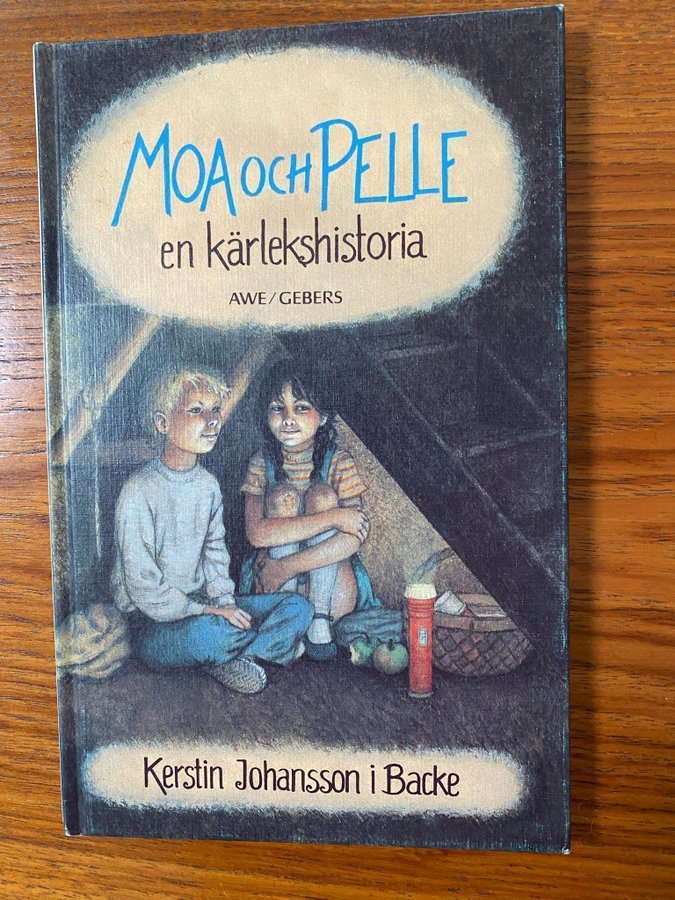 MOA OCH PELLE
en kärlekshistoria
AWE/GEBERS
Kerstin Johansson i Backe